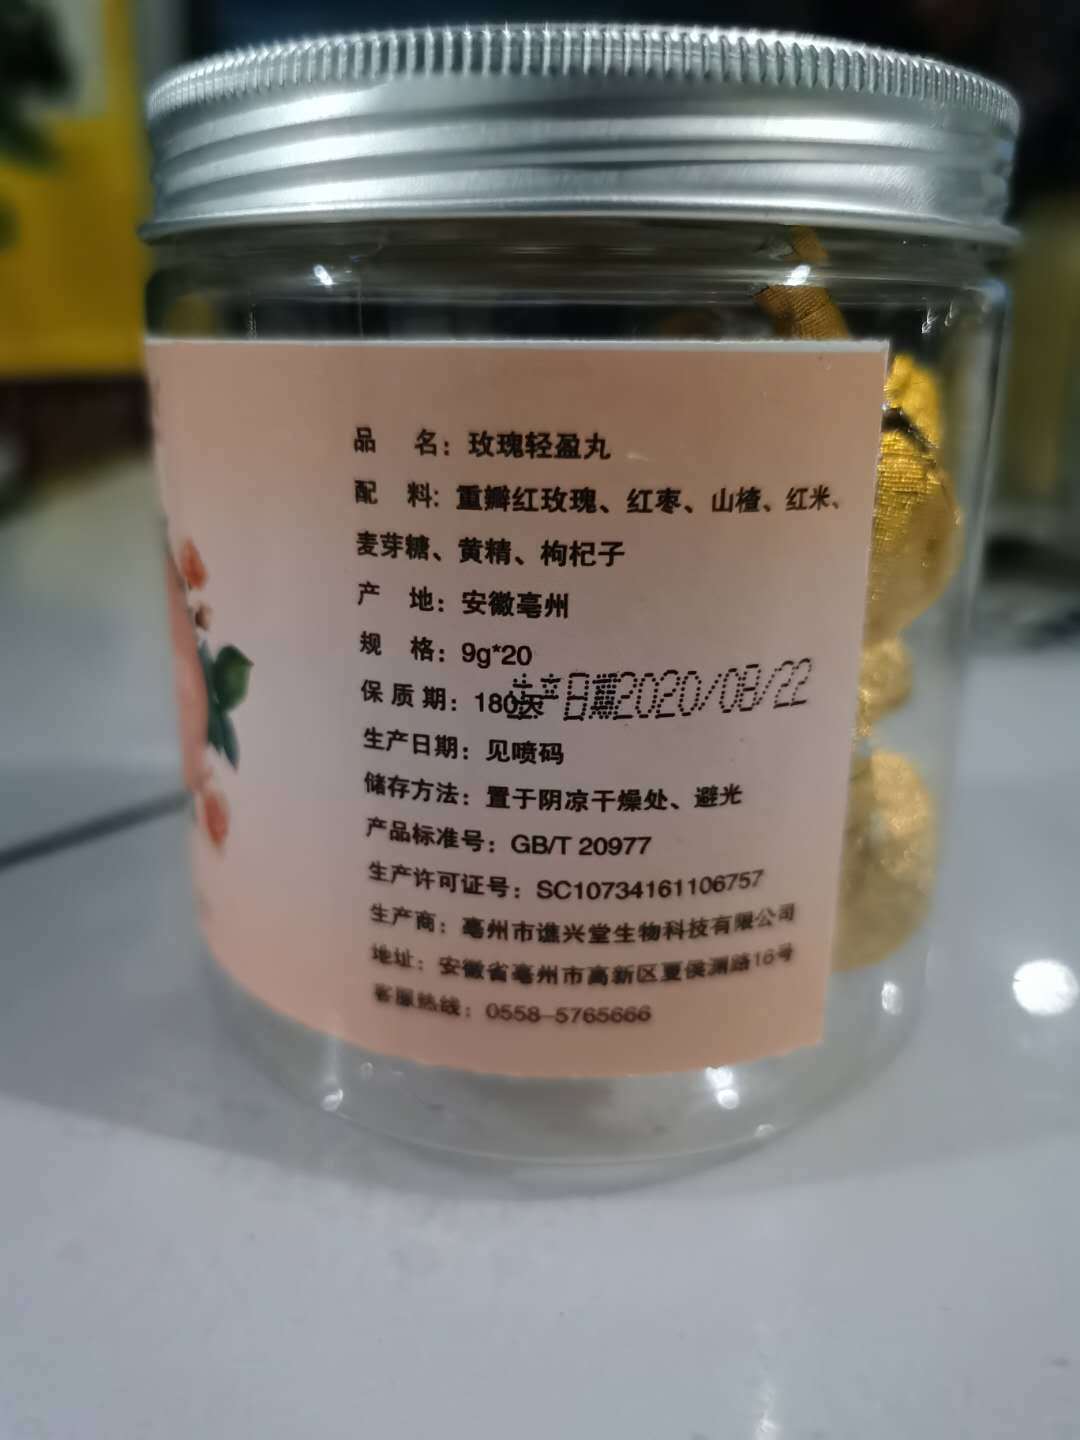 品 名：玫瑰轻盈丸
配 料：重瓣红玫瑰、红枣、山楂、红米、
麦芽糖、黄精、枸杞子
产 地：安徽亳州
规 格：9g*20
保 质 期：180天
生产日期2020/08/22
生产日期：见喷码
储存方法：置于阴凉干燥处、避光
产品标准号：GB/T 20977
生产许可证号：SC10734161106757
生产商：亳州市谯兴堂生物科技有限公司
地址：安徽省亳州市高新区夏侯渊路16号
客服热线：0558-5765666